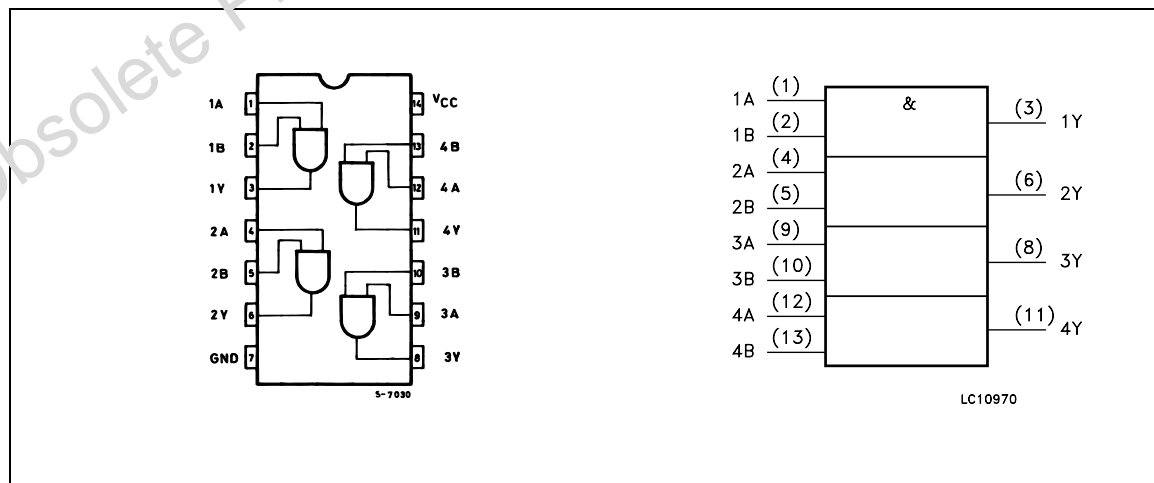 obsolete P
1A 1 14 VCC
1B 2 13 4B
1Y 3 12 4A
2A 4 11 4Y
2B 5 10 3B
2Y 6 9 3A
GND 7 8 3Y
S-7030
&
1A (1)
1B (2)
(3) 1Y
2A (4)
2B (5)
(6) 2Y
3A (9)
3B (10)
(8) 3Y
4A (12)
4B (13)
(11) 4Y
LC10970